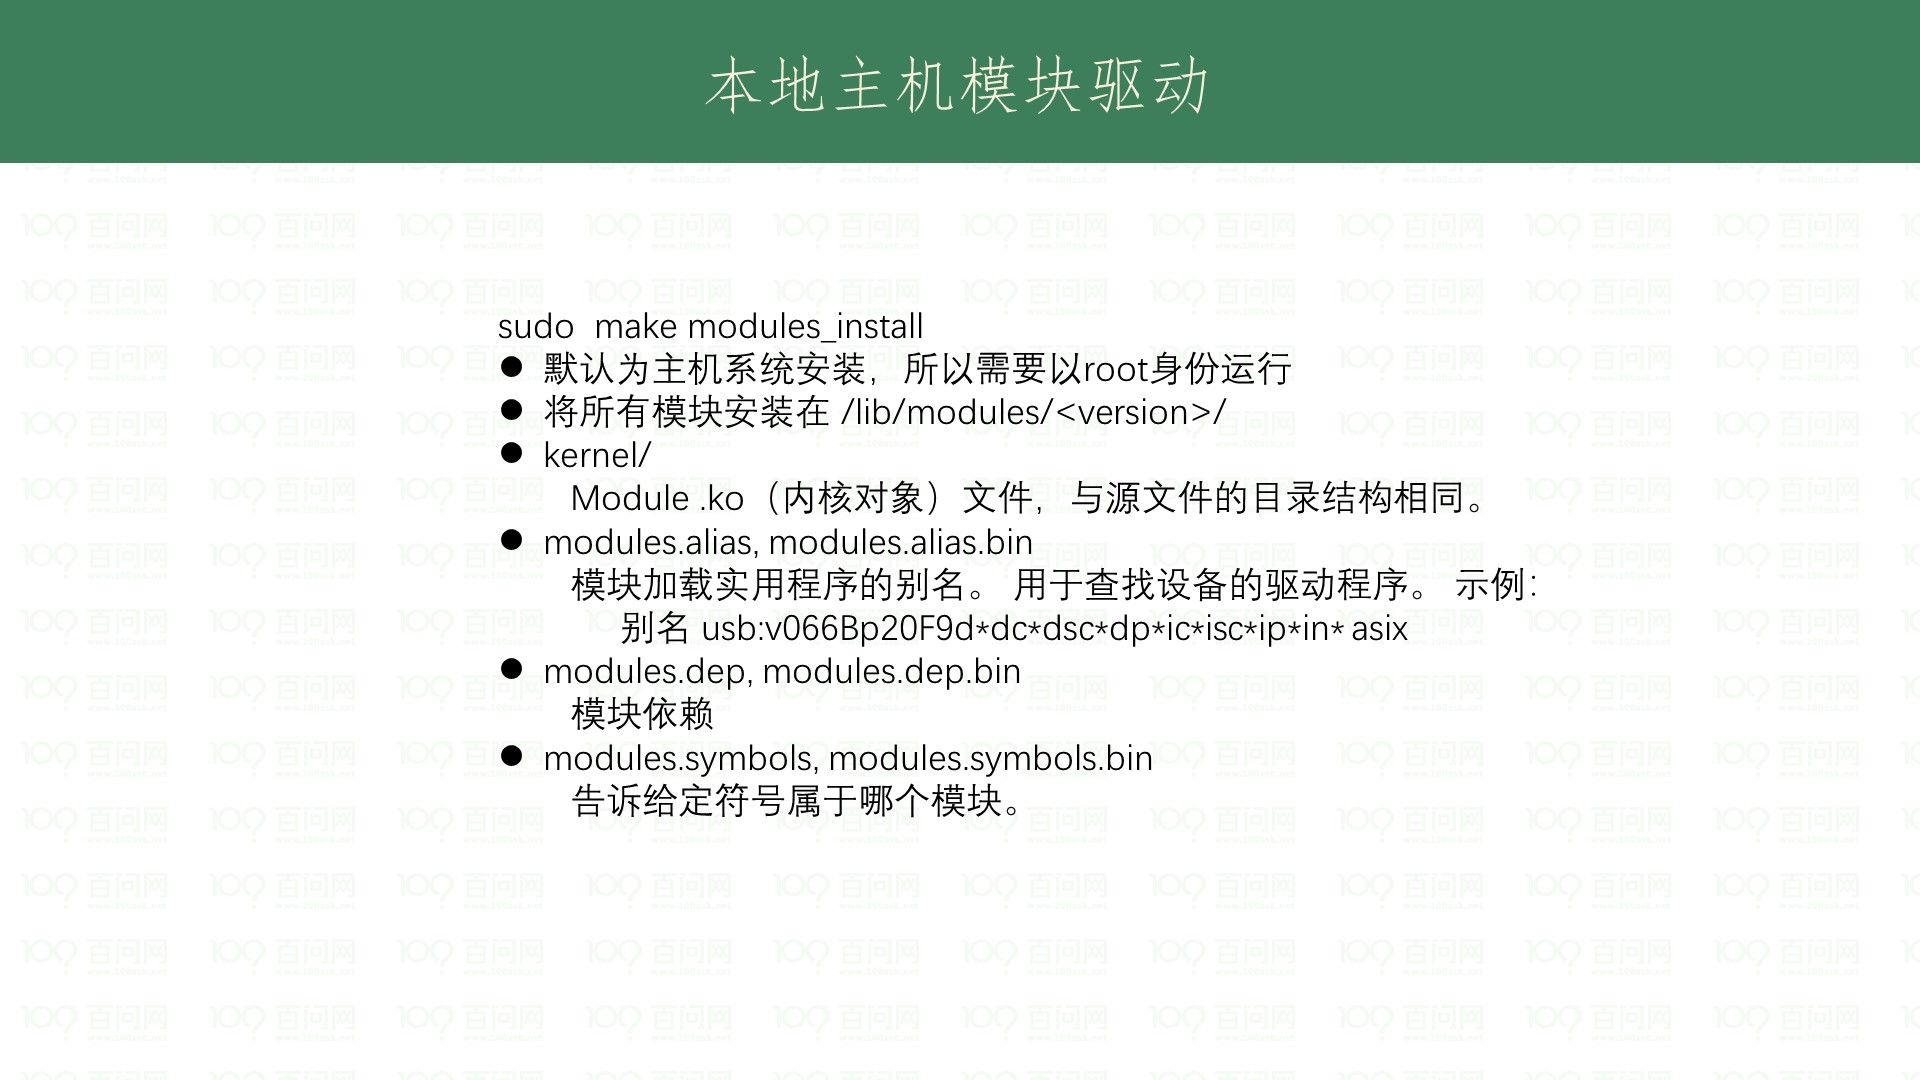 本地主机模块驱动
sudo  make modules_install
● 默认为主机系统安装，所以需要以root身份运行
● 将所有模块安装在 /lib/modules/<version>/
● kernel/
Module .ko（内核对象）文件，与源文件的目录结构相同。
● modules.alias, modules.alias.bin
模块加载实用程序的别名。 用于查找设备的驱动程序。 示例：
别名 usb:v066Bp20F9d*dc*dsc*dp*ic*isc*ip*in* asix
● modules.dep, modules.dep.bin
模块依赖
● modules.symbols, modules.symbols.bin
告诉给定符号属于哪个模块。
百问网
www.100ask.net